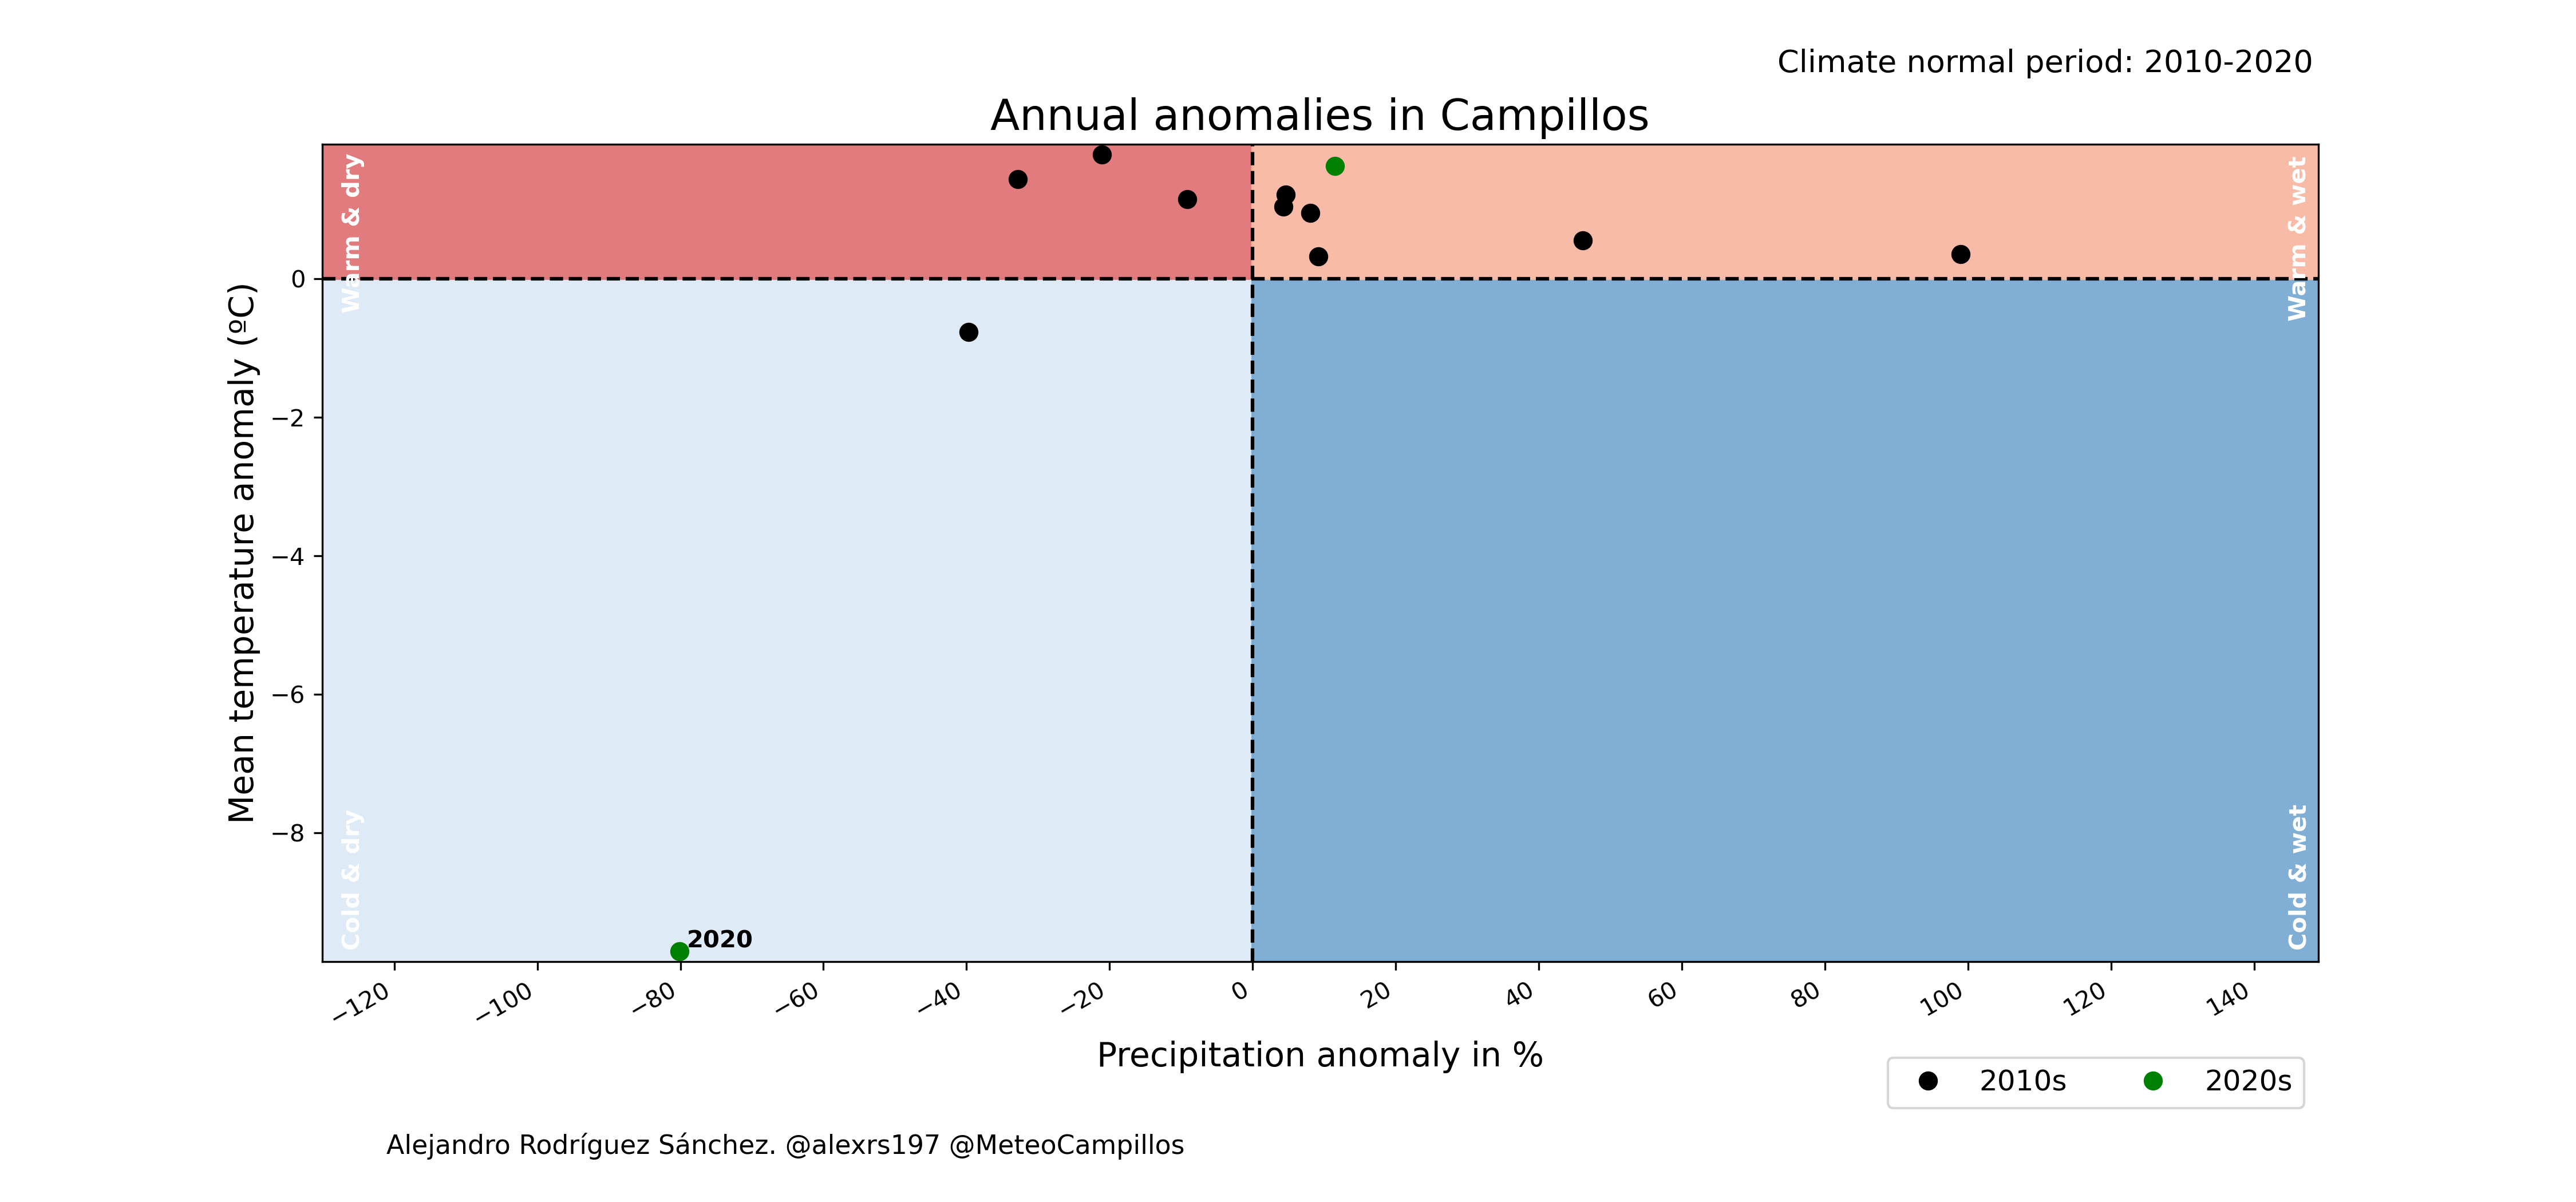 Climate normal period: 2010-2020
Annual anomalies in Campillos
Warm & dry
Warm & wet
Mean temperature anomaly (ºC)
0
−2
−4
−6
−8
Cold & dry
Cold & wet
2020
−120
−100
−80
−60
−40
−20
0
20
40
60
80
100
120
140
Precipitation anomaly in %
2010s
2020s
Alejandro Rodríguez Sánchez. @alexrs197 @MeteoCampillos